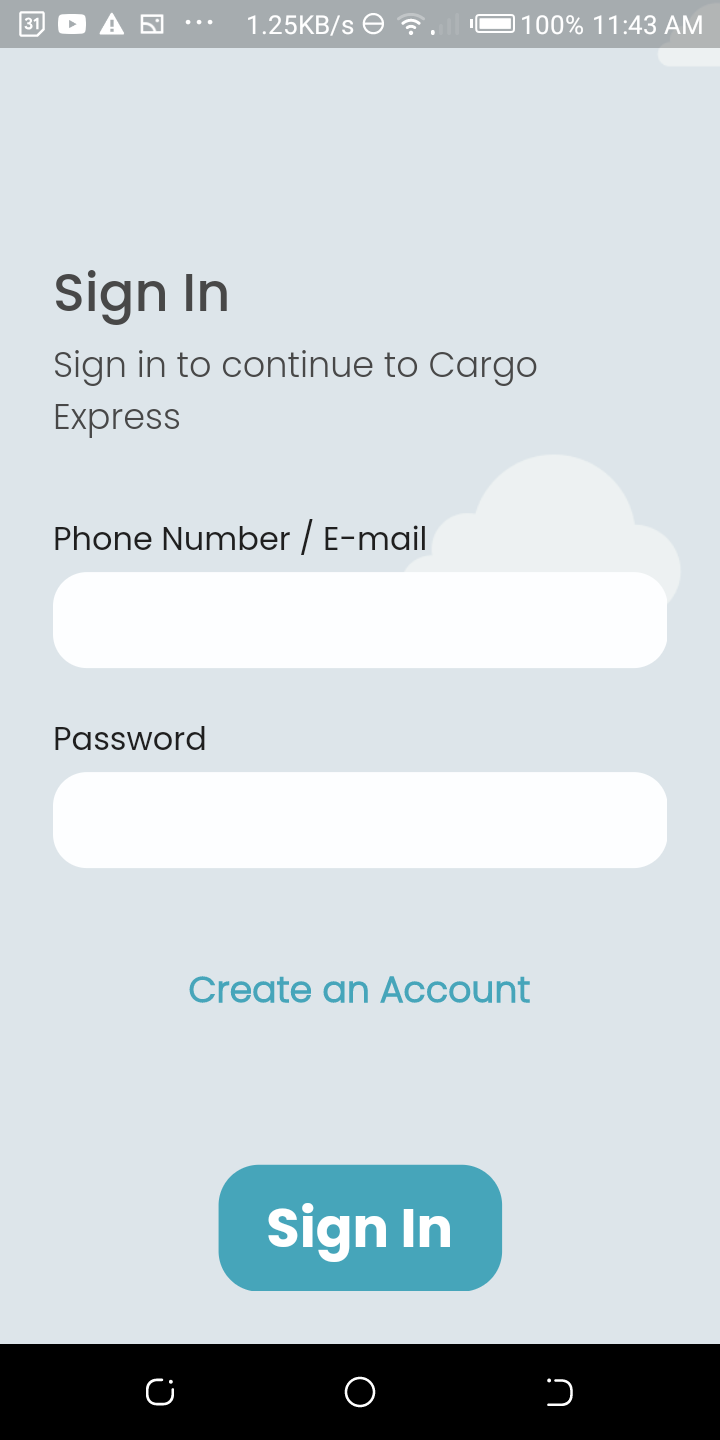 31 1.25KB/s 100% 11:43 AM
Sign In
Sign in to continue to Cargo
Express
Phone Number / E-mail
Password
Create an Account
Sign In